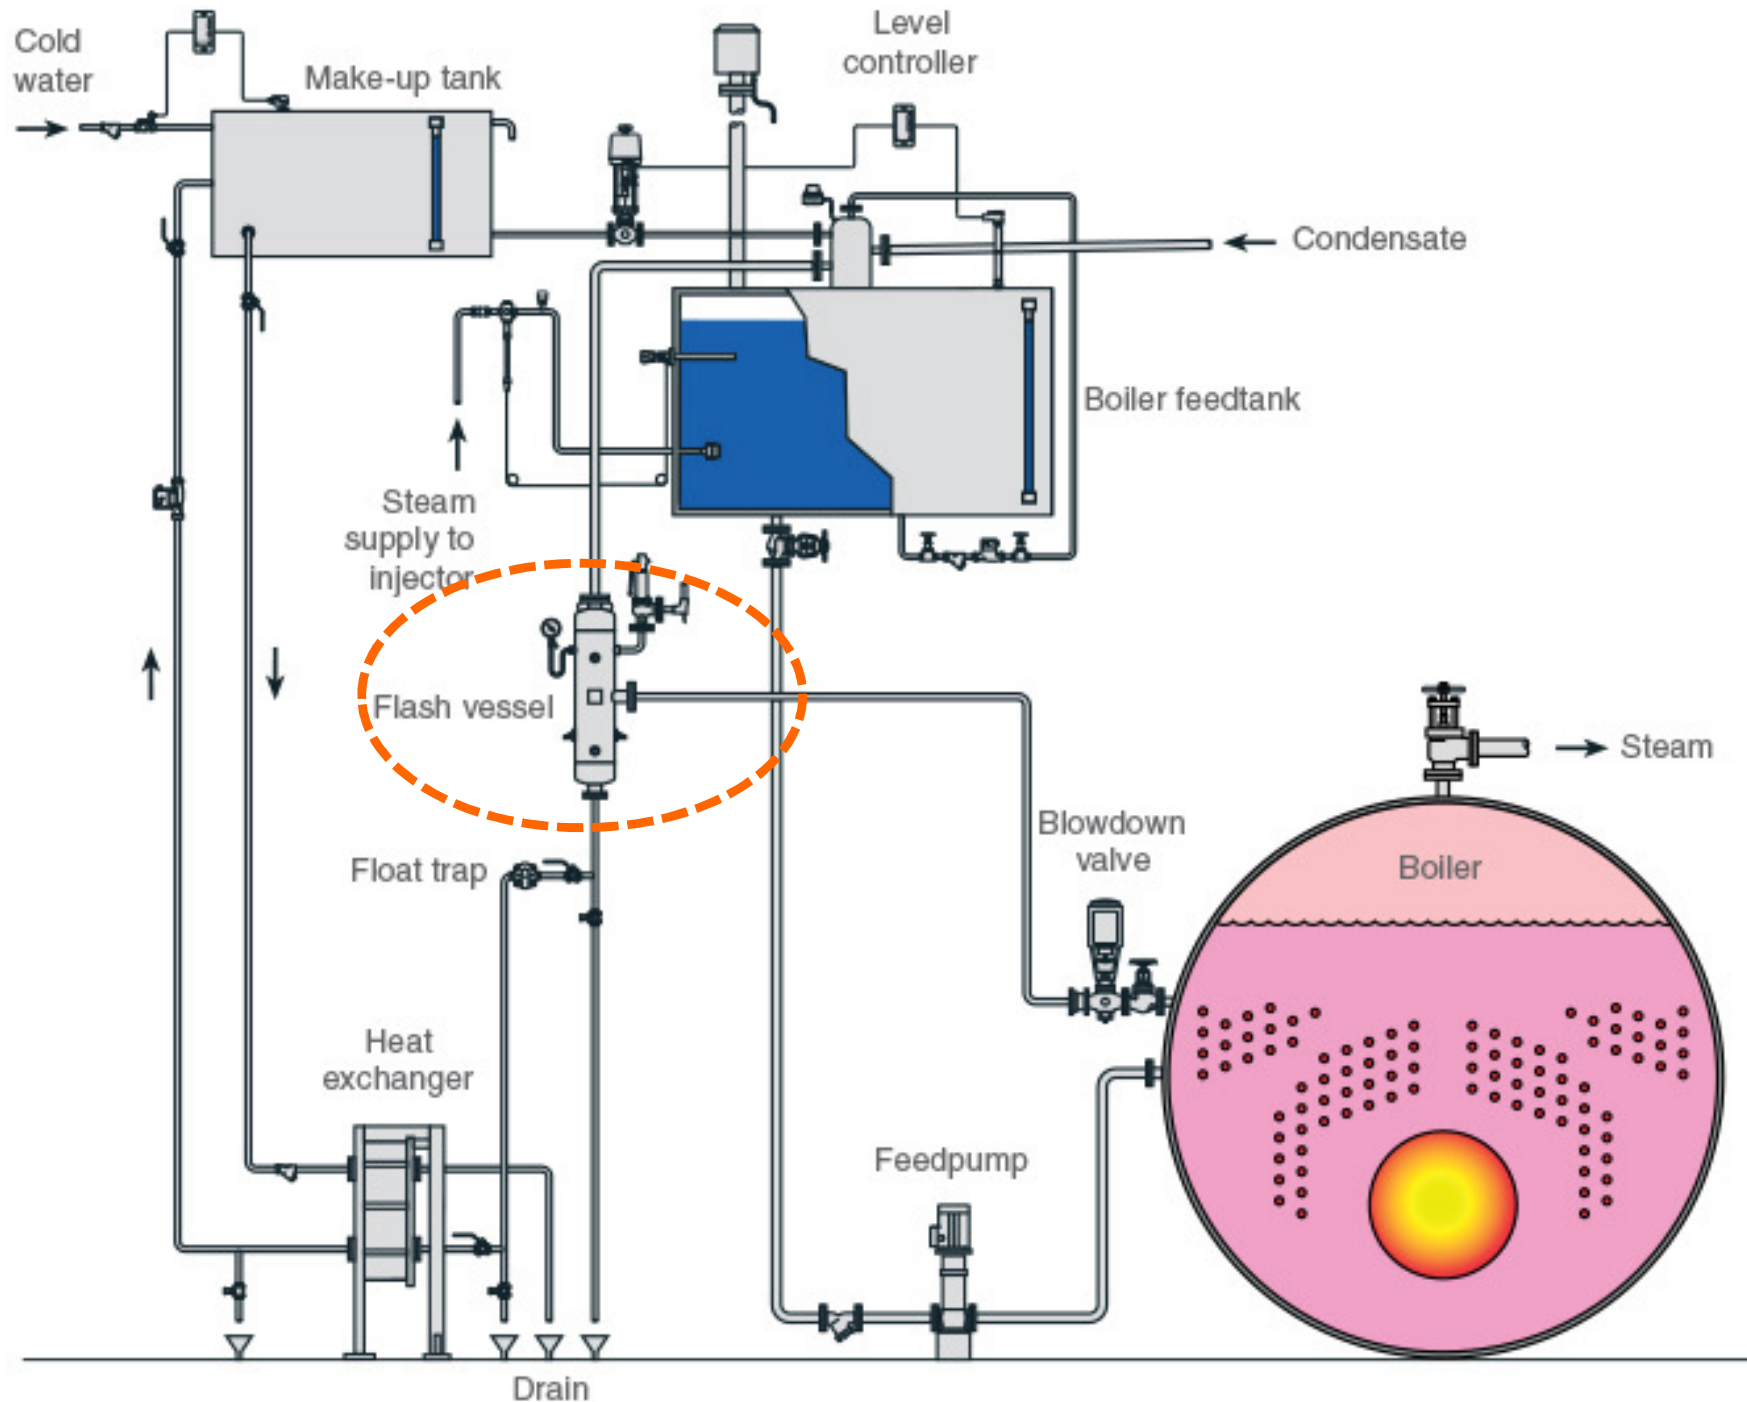 Cold
water
Make-up tank
Level
controller
Condensate
Boiler feedtank
Steam
supply to
injector
Flash vessel
Steam
Blowdown
valve
Boiler
Float trap
Heat
exchanger
Feedpump
Drain